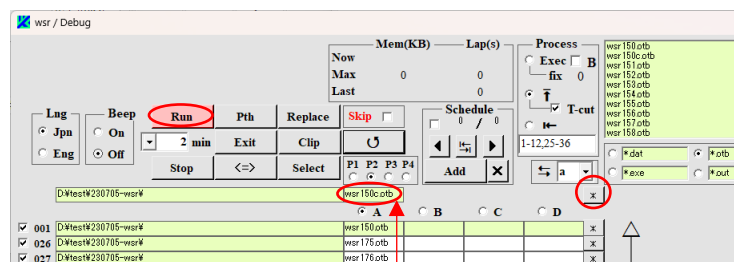 wsr / Debug
Mem(KB) Lap(s)
Now
Max 0 0
Last 0
Process
Exec B
fix 0
T-cut
1-12,25-36
a
wsr150.otb
wsr150c.otb
wsr151.otb
wsr152.otb
wsr153.otb
wsr154.otb
wsr155.otb
wsr156.otb
wsr157.otb
wsr158.otb
*.dat *.otb
*.exe *.out
Lng Beep
Jpn On
Eng Off
Run Pth Replace Skip
2 min Exit Clip ↺
Stop <=> Select P1 P2 P3 P4
Schedule
0 / 0
Add X
D:¥test¥230705-wsr¥ wsr150c.otb *
A B C D
001 D:¥test¥230705-wsr¥ wsr150.otb *
026 D:¥test¥230705-wsr¥ wsr175.otb *
027 D:¥test¥230705-wsr¥ wsr176.otb *